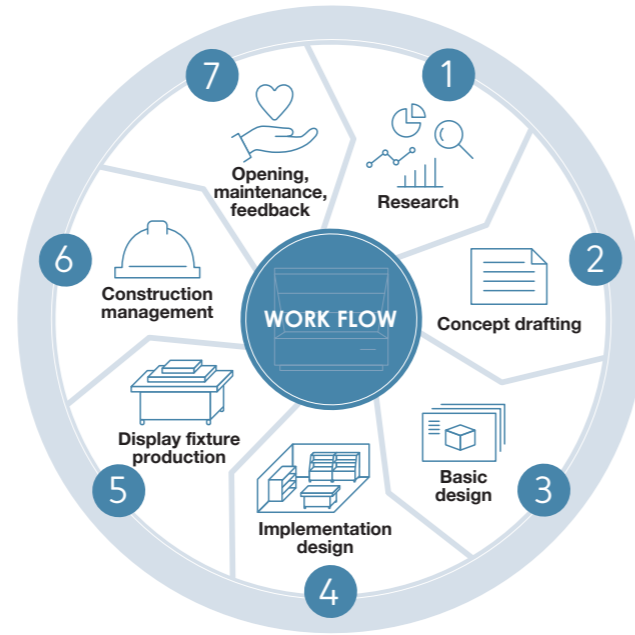 WORK FLOW
1
Research
2
Concept drafting
3
Basic
design
4
Implementation
design
5
Display fixture
production
6
Construction
management
7
Opening,
maintenance,
feedback